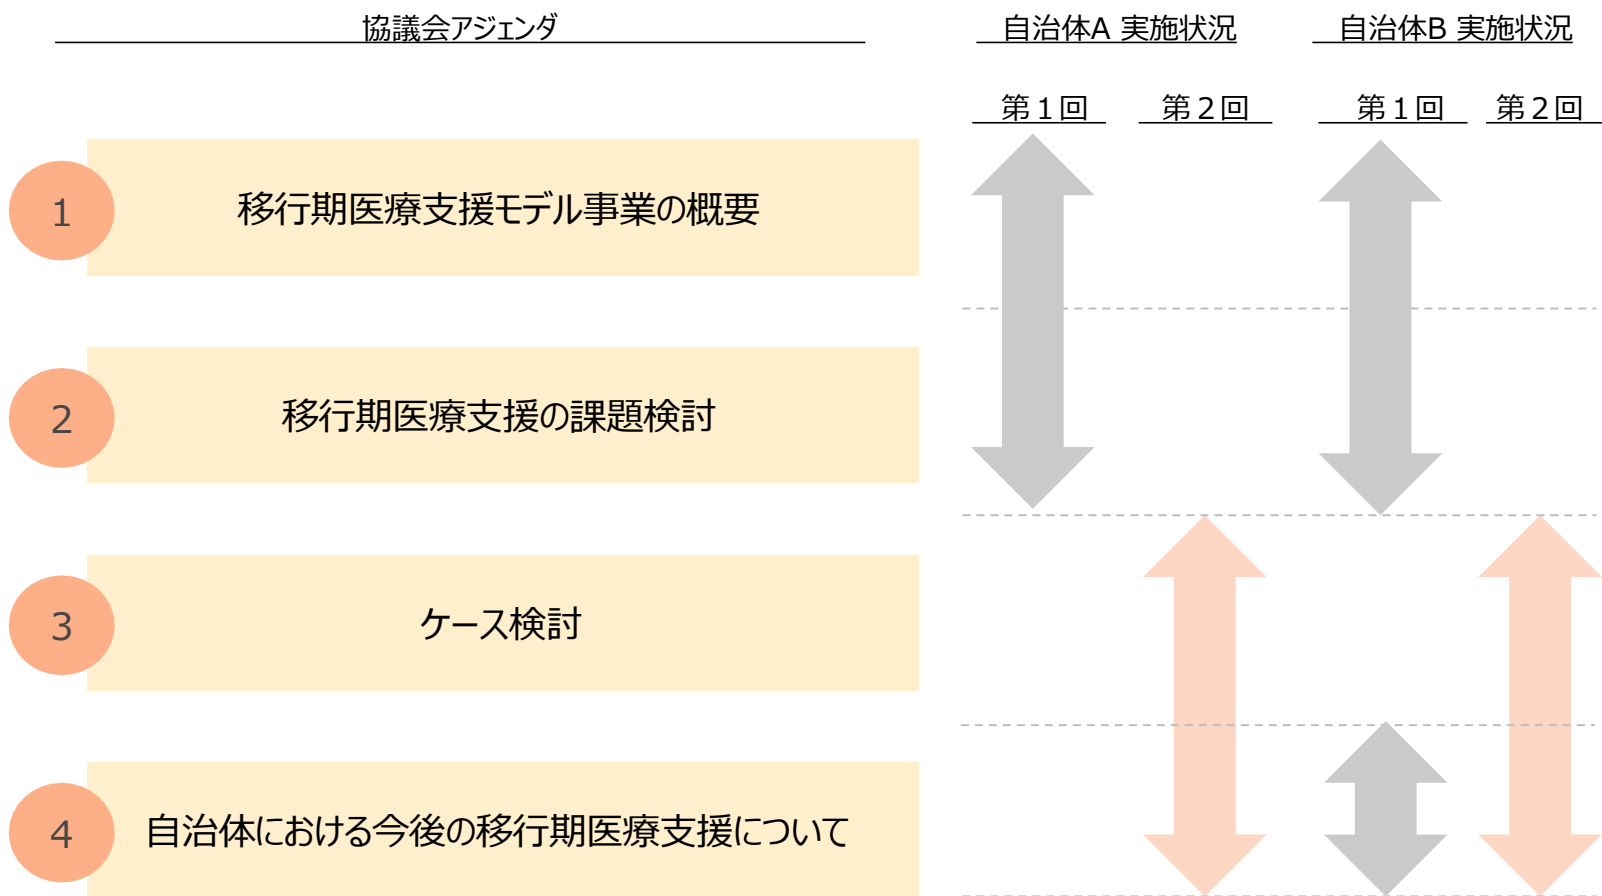 協議会アジェンダ
自治体A 実施状況
自治体B 実施状況
第１回
第２回
第１回
第２回
1
移行期医療支援モデル事業の概要
2
移行期医療支援の課題検討
3
ケース検討
4
自治体における今後の移行期医療支援について